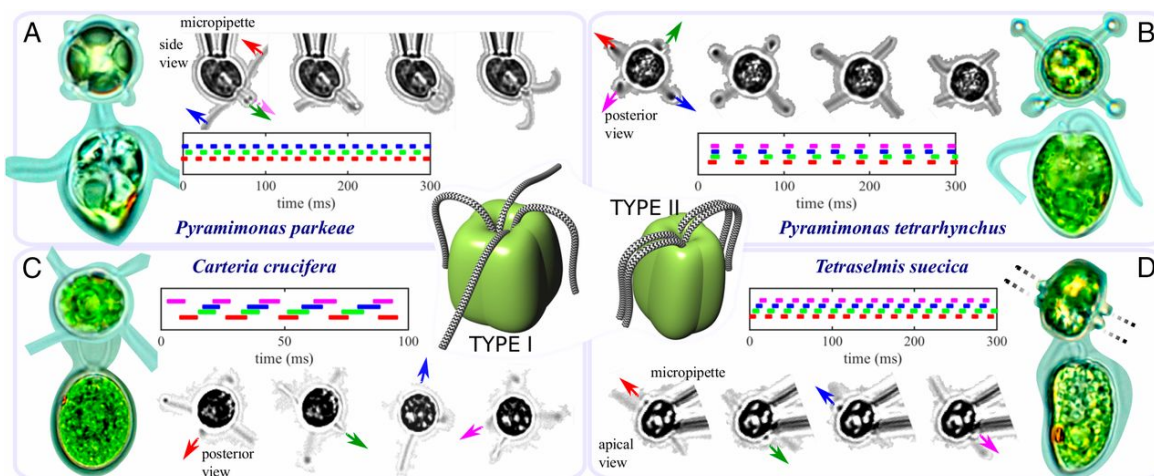 A
micropipette
side
view
0
100
200
300
time (ms)
Pyramimonas parkeae
B
posterior
view
0
100
200
300
time (ms)
Pyramimonas tetrarhynchus
TYPE I
TYPE II
C
Carteria crucifera
0
50
100
time (ms)
posterior
view
D
Tetraselmis suecica
0
100
200
300
time (ms)
micropipette
apical
view